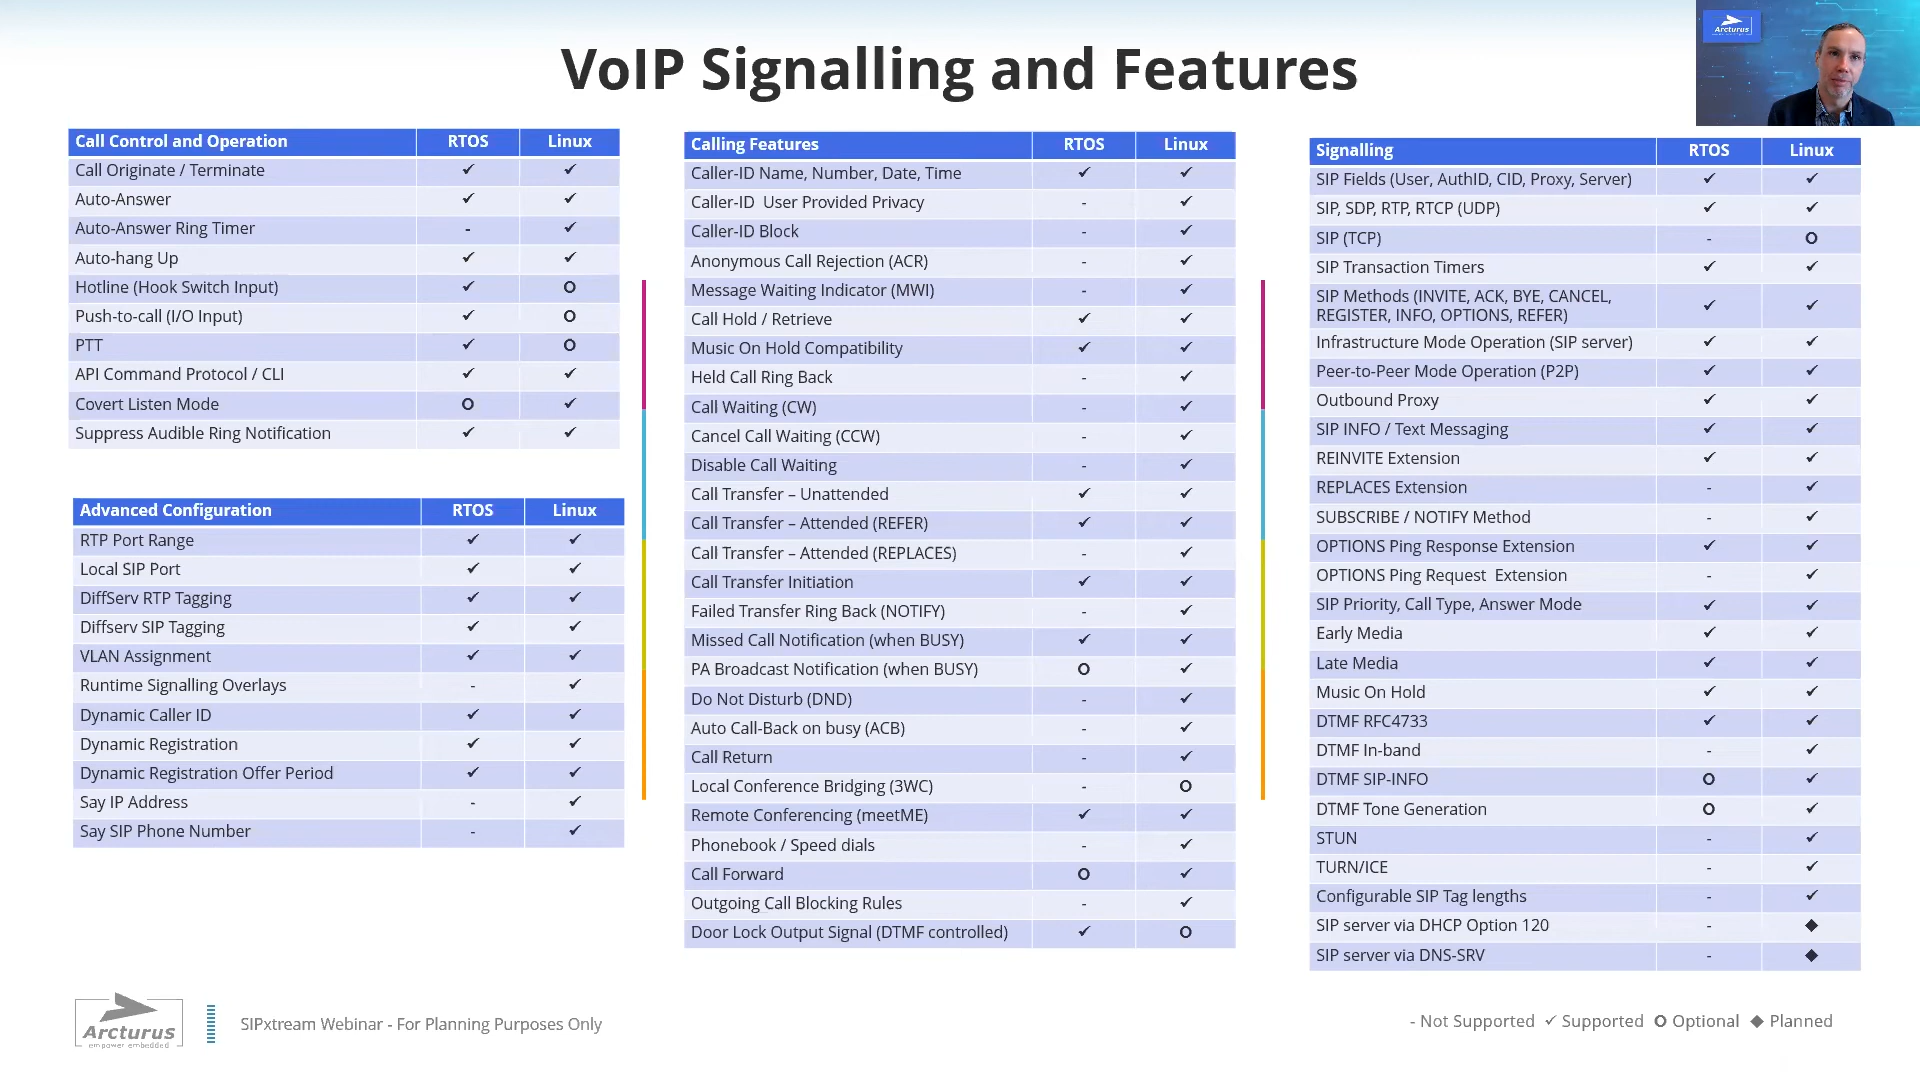 VoIP Signalling and Features
Arcturus
Call Control and Operation RTOS Linux
Call Originate / Terminate ✓ ✓
Auto-Answer ✓ ✓
Auto-Answer Ring Timer - ✓
Auto-hang Up ✓ ✓
Hotline (Hook Switch Input) ✓ O
Push-to-call (I/O Input) ✓ O
PTT ✓ O
API Command Protocol / CLI ✓ ✓
Covert Listen Mode O ✓
Suppress Audible Ring Notification ✓ ✓
Advanced Configuration RTOS Linux
RTP Port Range ✓ ✓
Local SIP Port ✓ ✓
DiffServ RTP Tagging ✓ ✓
Diffserv SIP Tagging ✓ ✓
VLAN Assignment ✓ ✓
Runtime Signalling Overlays - ✓
Dynamic Caller ID ✓ ✓
Dynamic Registration ✓ ✓
Dynamic Registration Offer Period ✓ ✓
Say IP Address - ✓
Say SIP Phone Number - ✓
Calling Features RTOS Linux
Caller-ID Name, Number, Date, Time ✓ ✓
Caller-ID User Provided Privacy - ✓
Caller-ID Block - ✓
Anonymous Call Rejection (ACR) - ✓
Message Waiting Indicator (MWI) - ✓
Call Hold / Retrieve ✓ ✓
Music On Hold Compatibility ✓ ✓
Held Call Ring Back - ✓
Call Waiting (CW) - ✓
Cancel Call Waiting (CCW) - ✓
Disable Call Waiting - ✓
Call Transfer – Unattended ✓ ✓
Call Transfer – Attended (REFER) ✓ ✓
Call Transfer – Attended (REPLACES) - ✓
Call Transfer Initiation ✓ ✓
Failed Transfer Ring Back (NOTIFY) - ✓
Missed Call Notification (when BUSY) ✓ ✓
PA Broadcast Notification (when BUSY) O ✓
Do Not Disturb (DND) - ✓
Auto Call-Back on busy (ACB) - ✓
Call Return - ✓
Local Conference Bridging (3WC) - O
Remote Conferencing (meetME) ✓ ✓
Phonebook / Speed dials - ✓
Call Forward O ✓
Outgoing Call Blocking Rules - ✓
Door Lock Output Signal (DTMF controlled) ✓ O
Signalling RTOS Linux
SIP Fields (User, AuthID, CID, Proxy, Server) ✓ ✓
SIP, SDP, RTP, RTCP (UDP) ✓ ✓
SIP (TCP) - O
SIP Transaction Timers ✓ ✓
SIP Methods (INVITE, ACK, BYE, CANCEL,
REGISTER, INFO, OPTIONS, REFER) ✓ ✓
Infrastructure Mode Operation (SIP server) ✓ ✓
Peer-to-Peer Mode Operation (P2P) ✓ ✓
Outbound Proxy ✓ ✓
SIP INFO / Text Messaging ✓ ✓
REINVITE Extension ✓ ✓
REPLACES Extension - ✓
SUBSCRIBE / NOTIFY Method - ✓
OPTIONS Ping Response Extension ✓ ✓
OPTIONS Ping Request Extension - ✓
SIP Priority, Call Type, Answer Mode ✓ ✓
Early Media ✓ ✓
Late Media ✓ ✓
Music On Hold ✓ ✓
DTMF RFC4733 ✓ ✓
DTMF In-band - ✓
DTMF SIP-INFO O ✓
DTMF Tone Generation O ✓
STUN - ✓
TURN/ICE - ✓
Configurable SIP Tag lengths - ✓
SIP server via DHCP Option 120 - ◆
SIP server via DNS-SRV - ◆
Arcturus
empower embedded
SIPxtream Webinar - For Planning Purposes Only
- Not Supported ✓ Supported O Optional ◆ Planned